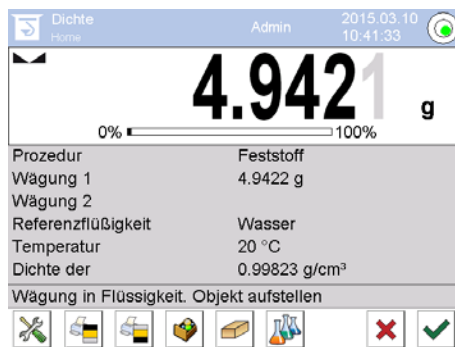 Dichte
Home
Admin
2015.03.10
10:41:33
4.9421 g
0% 100%
Prozedur Feststoff
Wägung 1 4.9422 g
Wägung 2
Referenzflüßigkeit Wasser
Temperatur 20 °C
Dichte der 0.99823 g/cm³
Wägung in Flüssigkeit. Objekt aufstellen